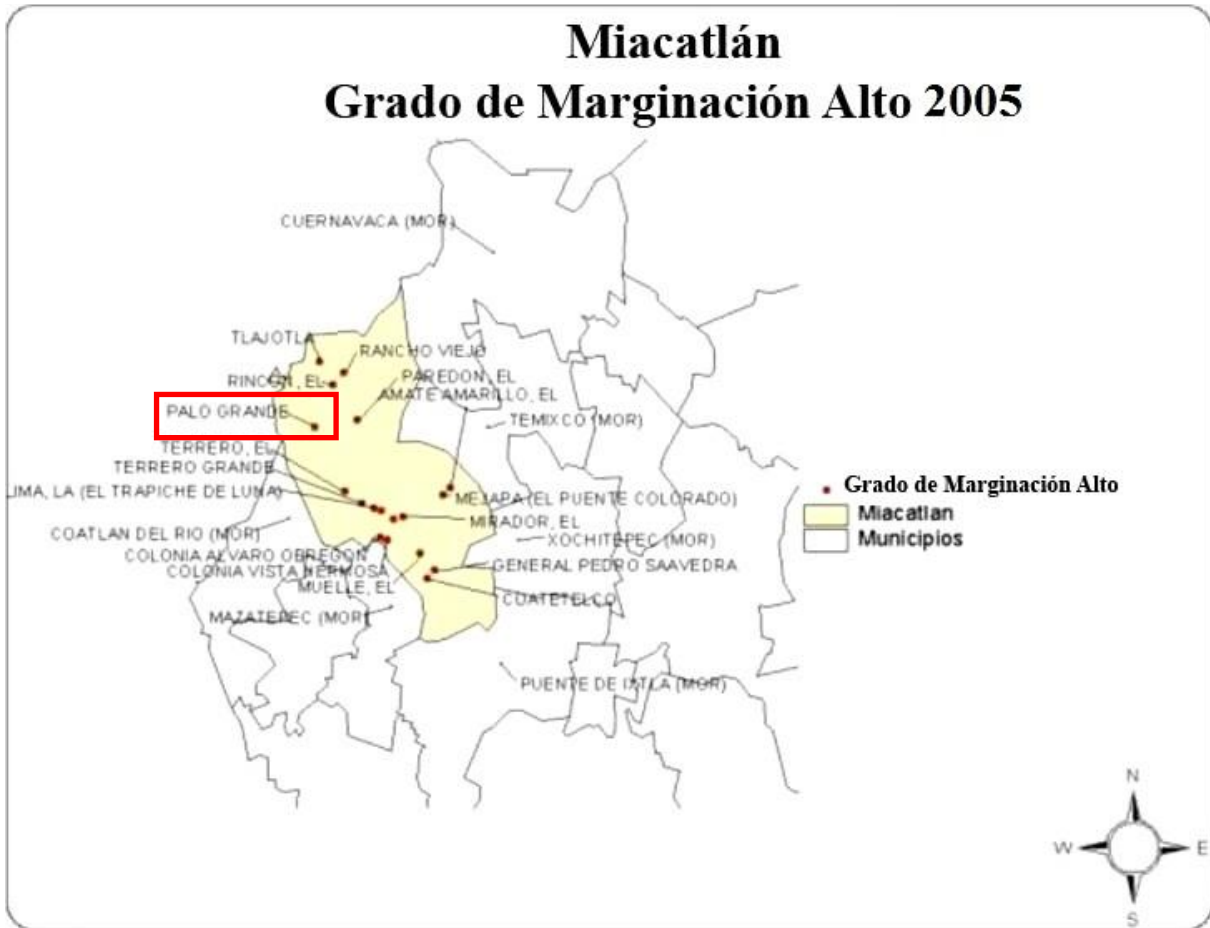 Miacatlán
Grado de Marginación Alto 2005
CUERNAVACA (MOR)
TLAJOTLA
RANCHO VIEJO
RINCON, EL
PAREDON, EL
AMATE AMARILLO, EL
PALO GRANDE
TEMIXCO (MOR)
TERRERO, EL
TERRERO GRANDE
LIMA, LA (EL TRAPICHE DE LUNA)
MEJAPA (EL PUENTE COLORADO)
MIRADOR, EL
COATLAN DEL RIO (MOR)
XOCHITEPEC (MOR)
COLONIA ALVARO OBREGON
COLONIA VISTA HERMOSA
GENERAL PEDRO SAAVEDRA
MUELLE, EL
COATETELCO
MAZATEPEC (MOR)
PUENTE DE IXTLA (MOR)
Grado de Marginación Alto
Miacatlan
Municipios
N
W
E
S